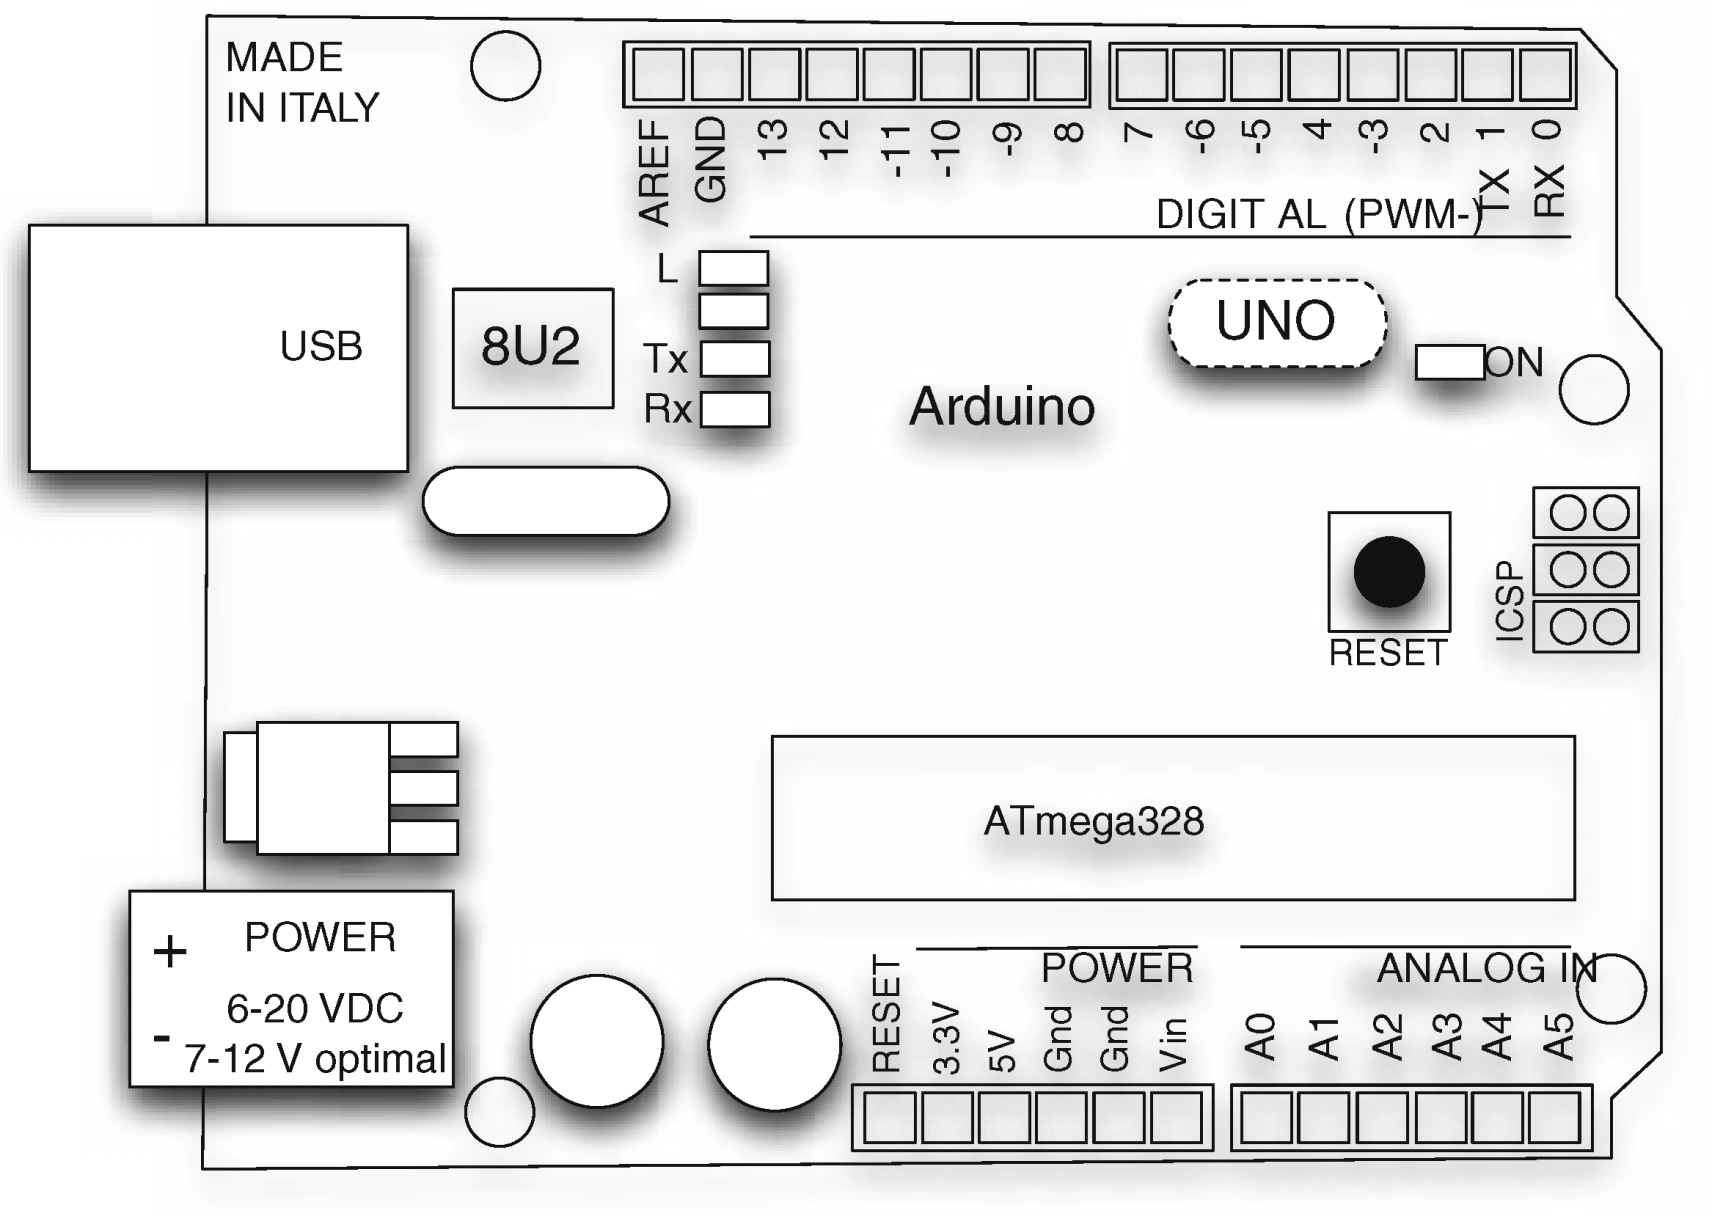 MADE
IN ITALY
AREF
GND
13
12
-11
-10
-9
8
7
-6
-5
4
-3
2
TX 1
RX 0
DIGIT AL (PWM-)
L
Tx
Rx
USB
8U2
UNO
ON
Arduino
RESET
ICSP
ATmega328
+ POWER
6-20 VDC
- 7-12 V optimal
POWER
RESET
3.3V
5V
Gnd
Gnd
Vin
ANALOG IN
A0
A1
A2
A3
A4
A5